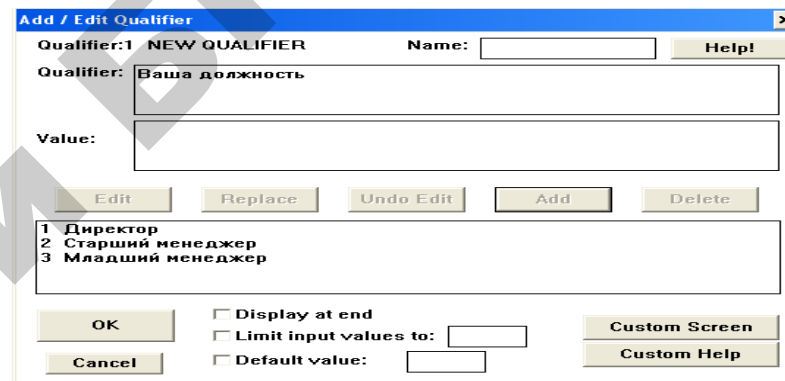 Add / Edit Qualifier
Qualifier:1 NEW QUALIFIER Name: Help!
Qualifier: Ваша должность
Value:
Edit Replace Undo Edit Add Delete
1 Директор
2 Старший менеджер
3 Младший менеджер
OK
Display at end
Limit input values to:
Custom Screen
Cancel
Default value:
Custom Help